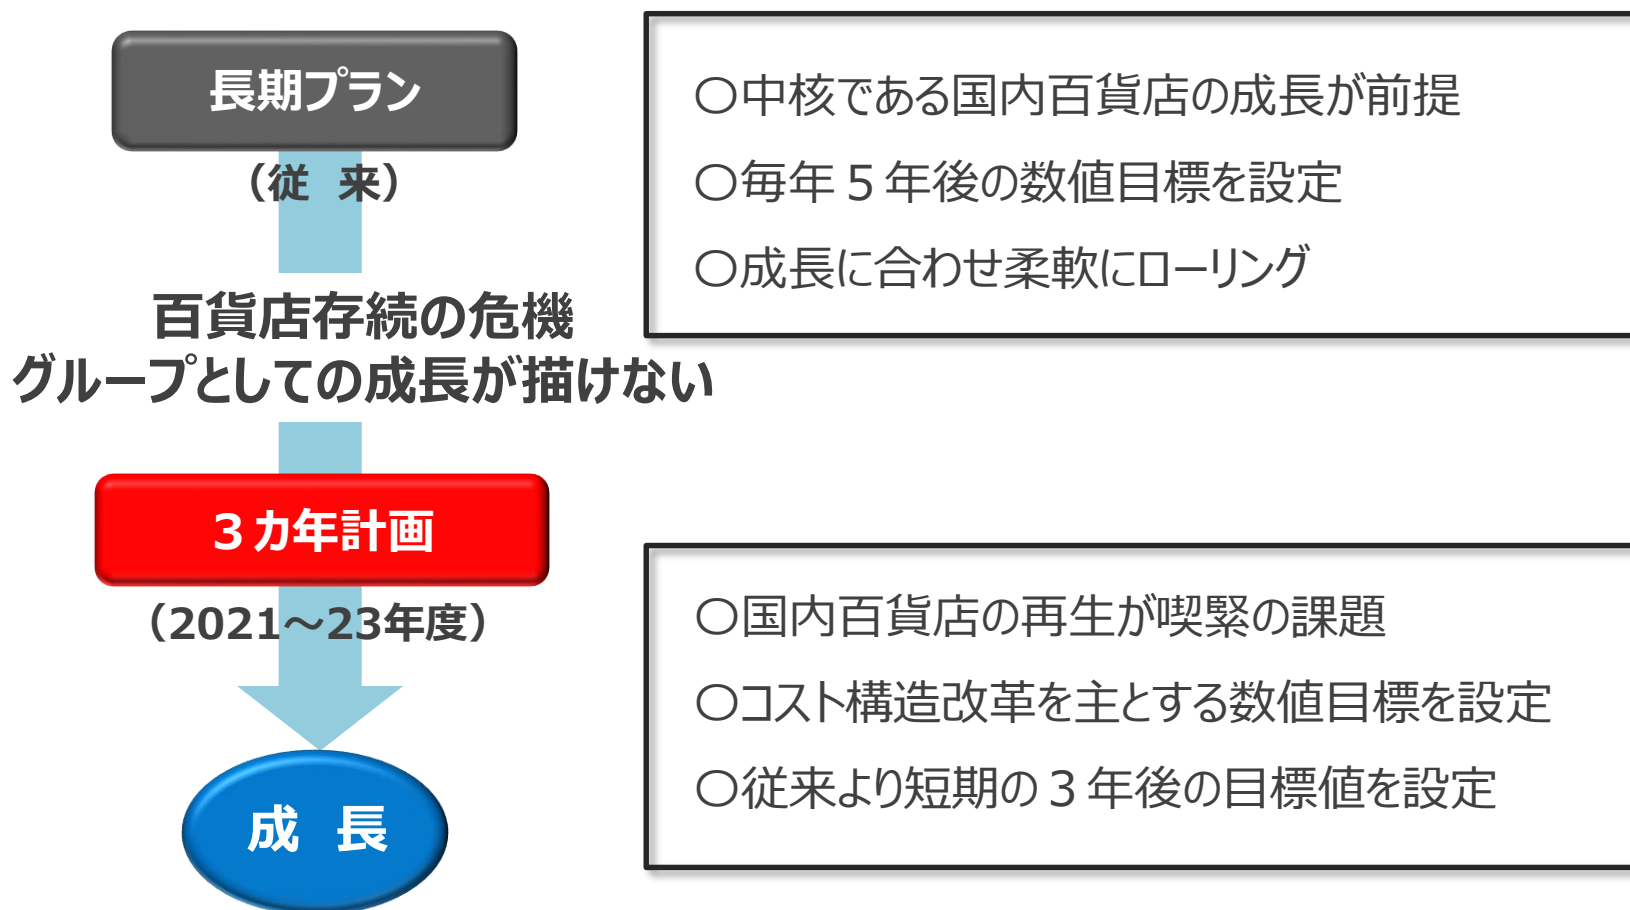 長期プラン
（従　来）
〇中核である国内百貨店の成長が前提
〇毎年５年後の数値目標を設定
〇成長に合わせ柔軟にローリング
百貨店存続の危機
グループとしての成長が描けない
３カ年計画
（2021～23年度）
〇国内百貨店の再生が喫緊の課題
〇コスト構造改革を主とする数値目標を設定
〇従来より短期の３年後の目標値を設定
成　長